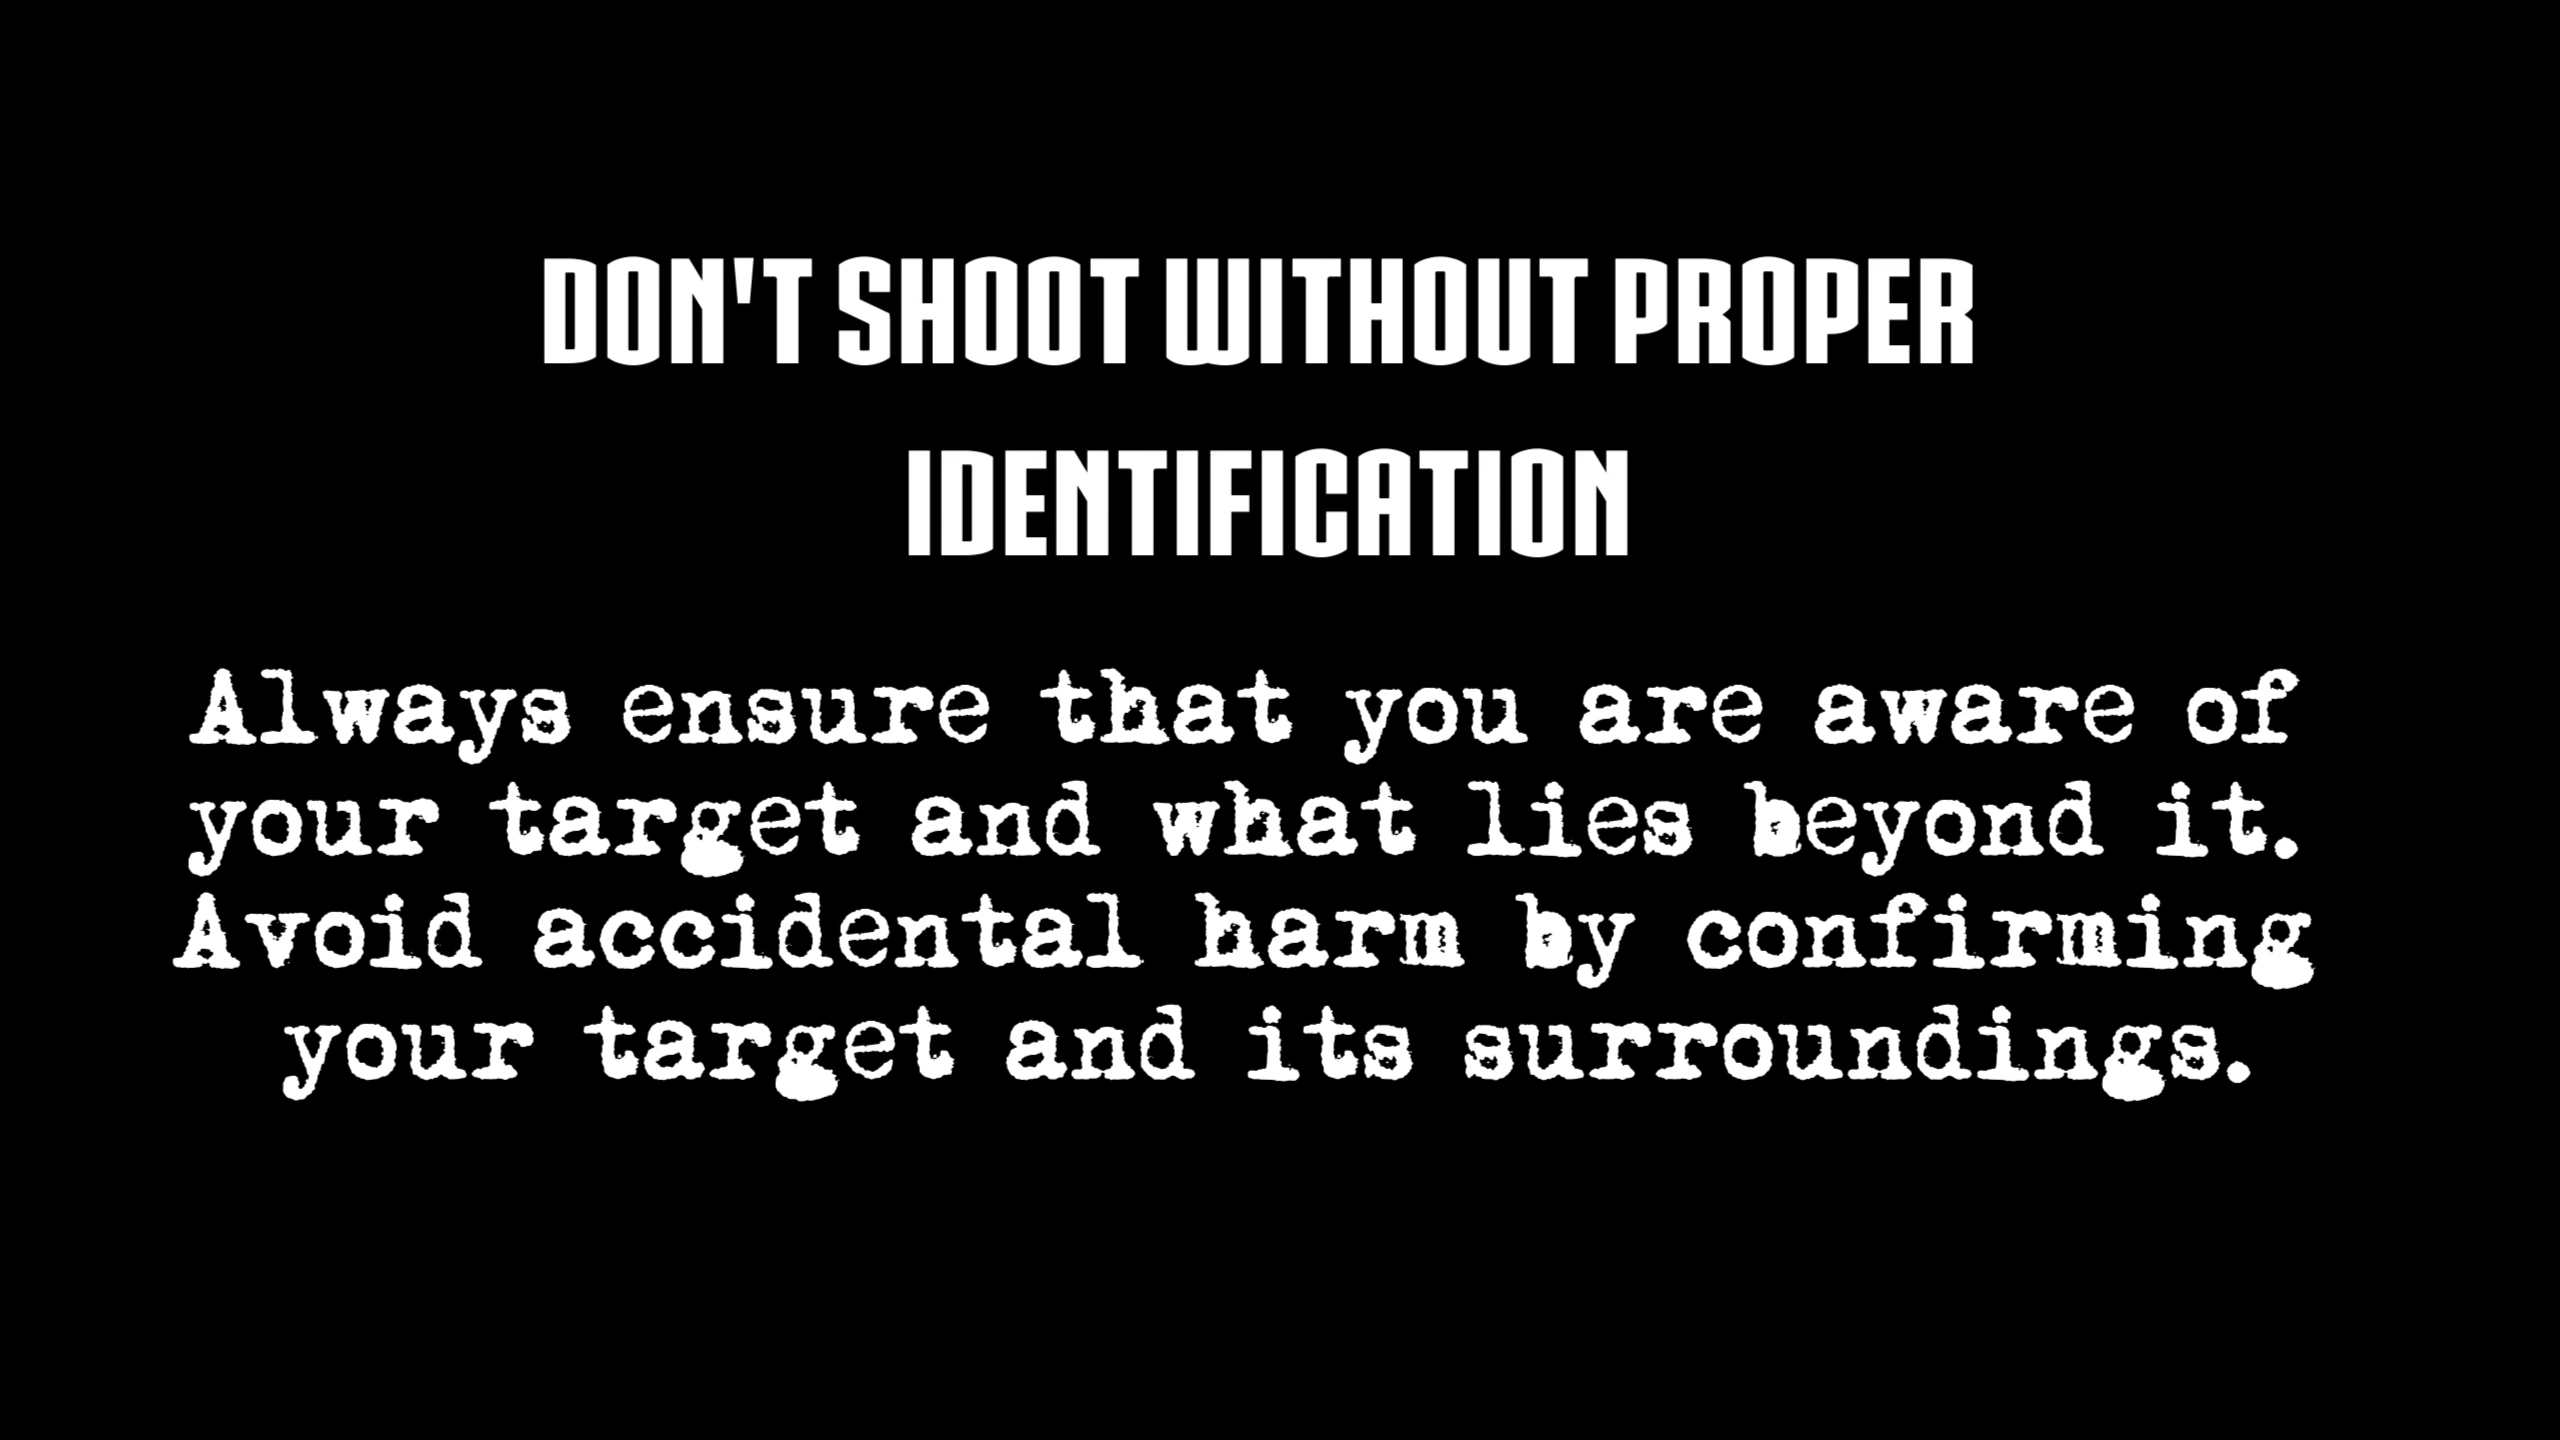 DON'T SHOOT WITHOUT PROPER
IDENTIFICATION
Always ensure that you are aware of
your target and what lies beyond it.
Avoid accidental harm by confirming
your target and its surroundings.